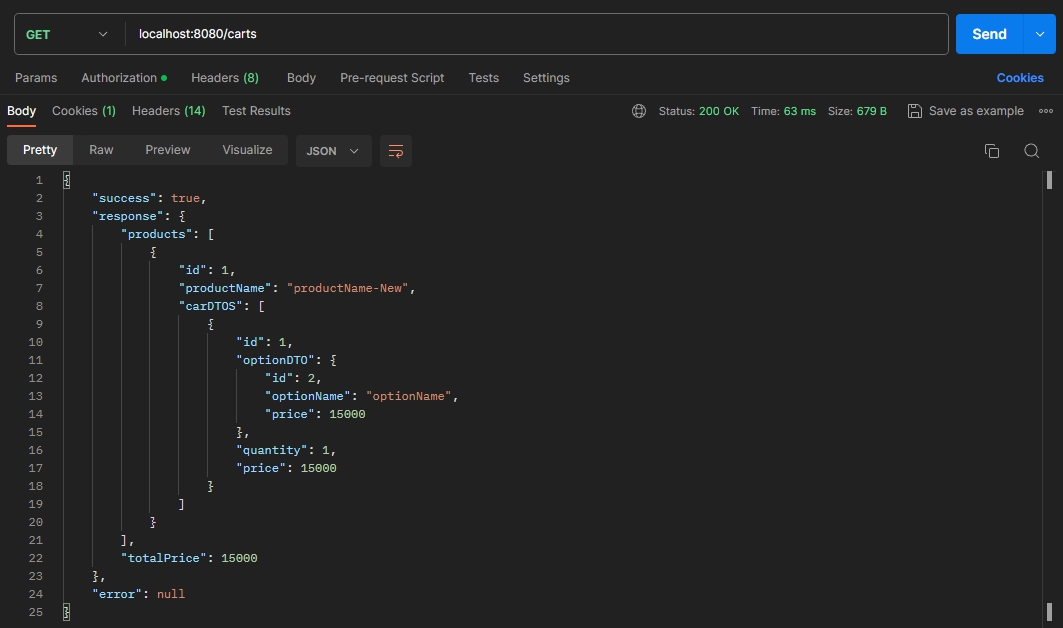 GET localhost:8080/carts Send
Params Authorization Headers (8) Body Pre-request Script Tests Settings Cookies
Body Cookies (1) Headers (14) Test Results Status: 200 OK Time: 63 ms Size: 679 B Save as example
Pretty Raw Preview Visualize JSON
1 {
2 "success": true,
3 "response": {
4 "products": [
5 {
6 "id": 1,
7 "productName": "productName-New",
8 "carDTOS": [
9 {
10 "id": 1,
11 "optionDTO": {
12 "id": 2,
13 "optionName": "optionName",
14 "price": 15000
15 },
16 "quantity": 1,
17 "price": 15000
18 }
19 ]
20 }
21 ],
22 "totalPrice": 15000
23 },
24 "error": null
25 }